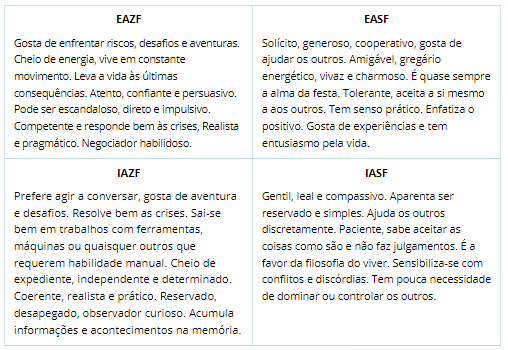 EAZF
Gosta de enfrentar riscos, desafios e aventuras.
Cheio de energia, vive em constante
movimento. Leva a vida às últimas
consequências. Atento, confiante e persuasivo.
Pode ser escandaloso, direto e impulsivo.
Competente e responde bem às crises, Realista
e pragmático. Negociador habilidoso.
EASF
Solícito, generoso, cooperativo, gosta de
ajudar os outros. Amigável, gregário
energético, vivaz e charmoso. É quase sempre
a alma da festa. Tolerante, aceita a si mesmo
a aos outros. Tem senso prático. Enfatiza o
positivo. Gosta de experiências e tem
entusiasmo pela vida.
IAZF
Prefere agir a conversar, gosta de aventura
e desafios. Resolve bem as crises. Sai-se
bem em trabalhos com ferramentas,
máquinas ou quaisquer outros que
requerem habilidade manual. Cheio de
expediente, independente e determinado.
Coerente, realista e prático. Reservado,
desapegado, observador curioso. Acumula
informações e acontecimentos na memória.
IASF
Gentil, leal e compassivo. Aparenta ser
reservado e simples. Ajuda os outros
discretamente. Paciente, sabe aceitar as
coisas como são e não faz julgamentos. É a
favor da filosofia do viver. Sensibiliza-se com
conflitos e discórdias. Tem pouca necessidade
de dominar ou controlar os outros.